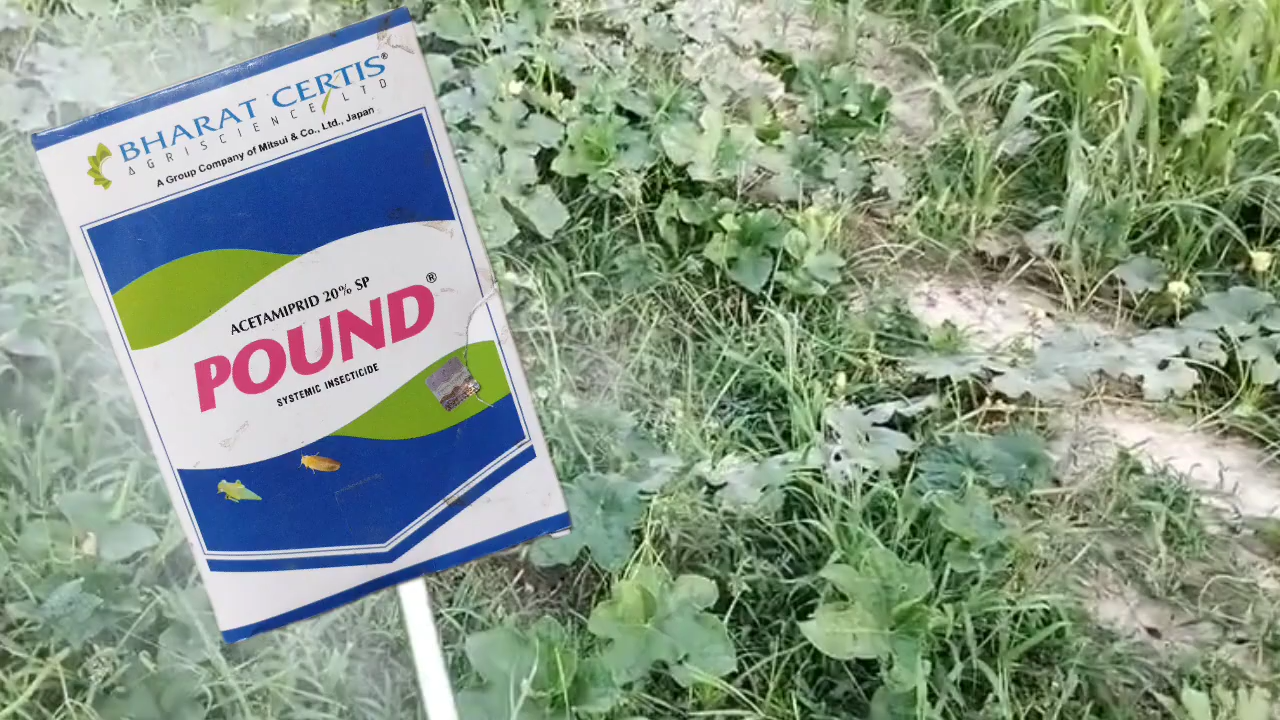 BHARAT CERTIS®
AGRISCIENCE LTD
A Group Company of Mitsui & Co., Ltd., Japan
ACETAMIPRID 20% SP
POUND®
SYSTEMIC INSECTICIDE